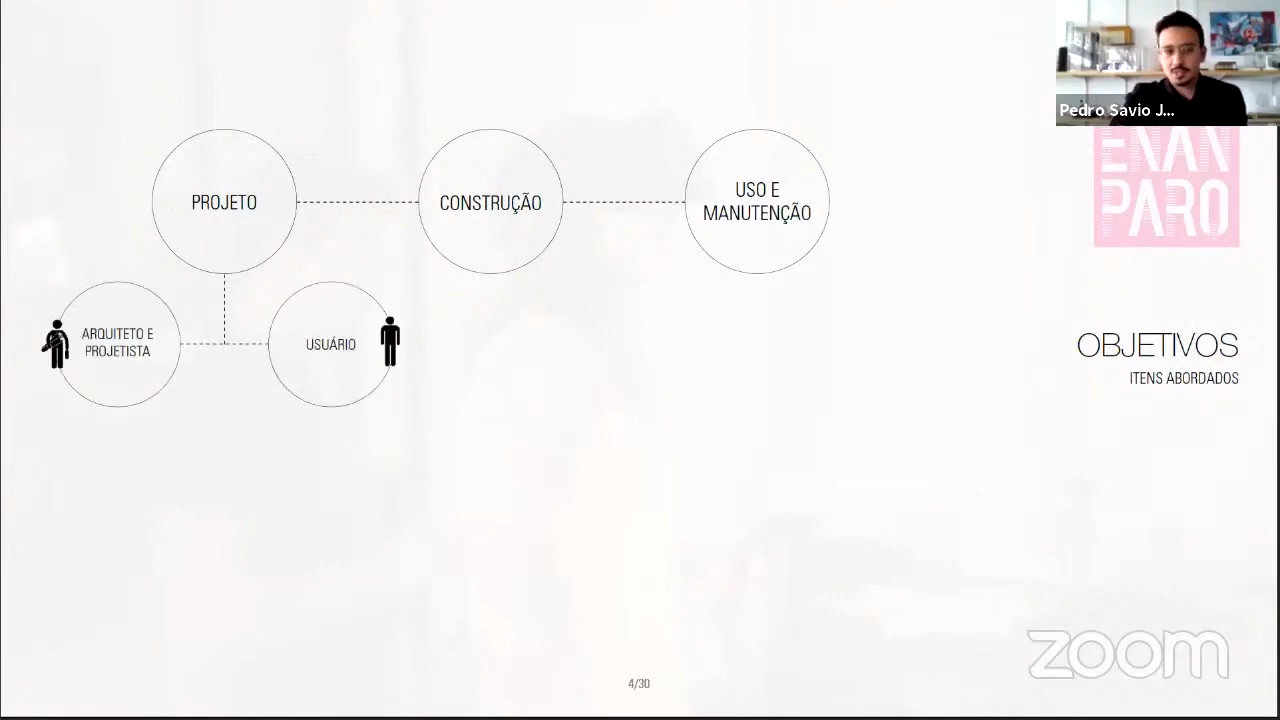 Pedro Savio J...
ENAN
PARO
PROJETO
CONSTRUÇÃO
USO E
MANUTENÇÃO
ARQUITETO E
PROJETISTA
USUÁRIO
OBJETIVOS
ITENS ABORDADOS
zoom
4/30